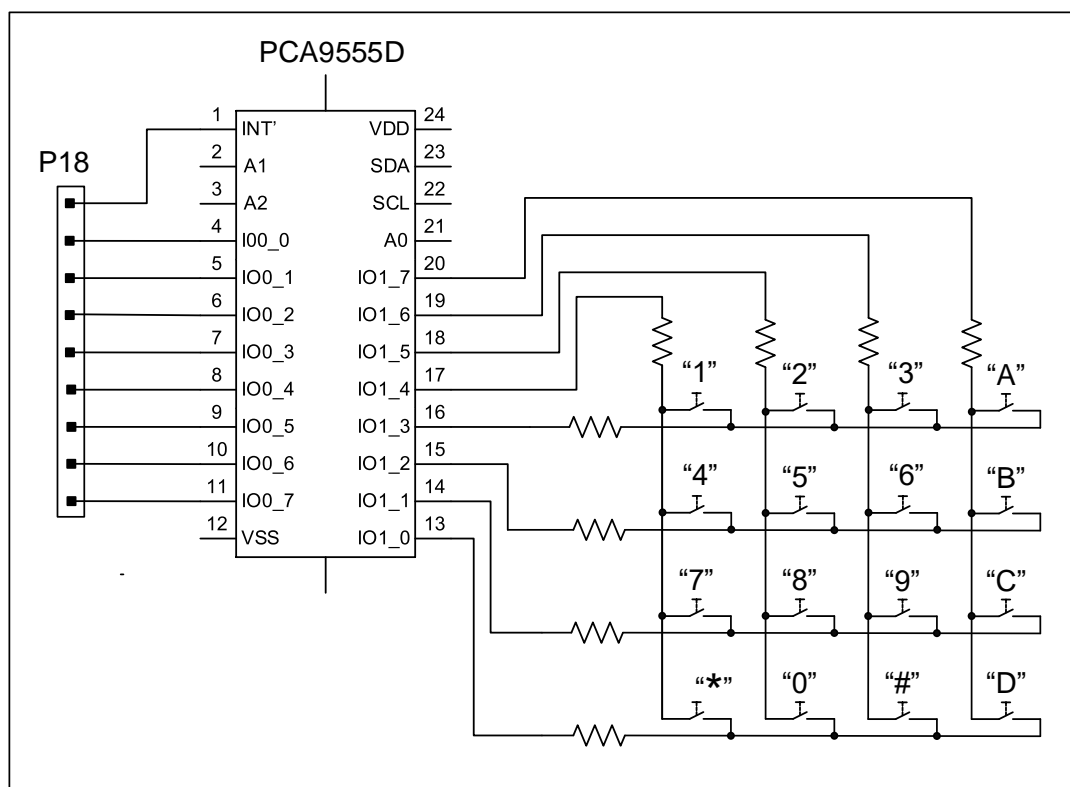 PCA9555D
P18
1 INT’ VDD 24
2 A1 SDA 23
3 A2 SCL 22
4 I00_0 A0 21
5 IO0_1 IO1_7 20
6 IO0_2 IO1_6 19
7 IO0_3 IO1_5 18
8 IO0_4 IO1_4 17
9 IO0_5 IO1_3 16
10 IO0_6 IO1_2 15
11 IO0_7 IO1_1 14
12 VSS IO1_0 13
“1” “2” “3” “A”
“4” “5” “6” “B”
“7” “8” “9” “C”
“*” “0” “#” “D”